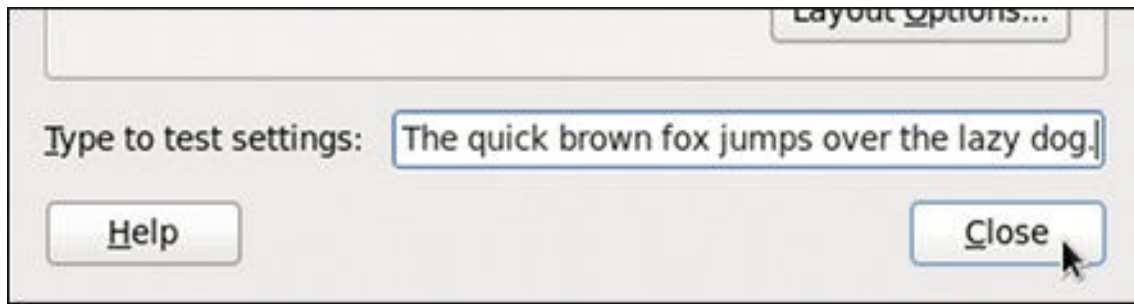 Layout Options...
Type to test settings: The quick brown fox jumps over the lazy dog.
Help Close